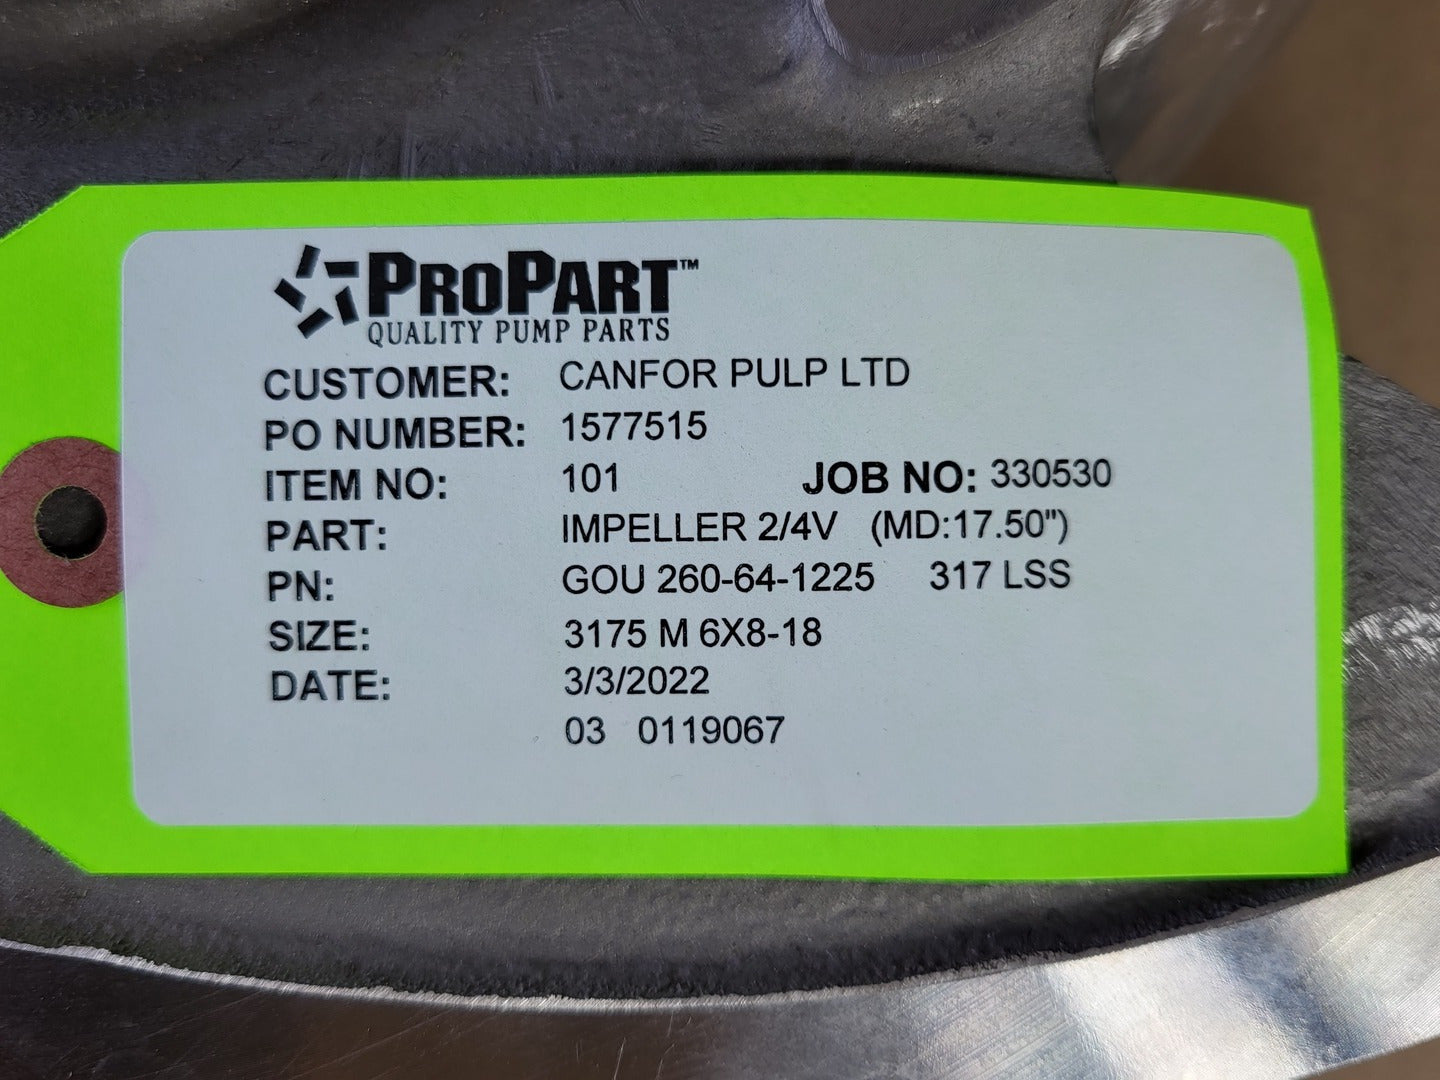 PROPART™
QUALITY PUMP PARTS
CUSTOMER: CANFOR PULP LTD
PO NUMBER: 1577515
ITEM NO: 101 JOB NO: 330530
PART: IMPELLER 2/4V (MD:17.50")
PN: GOU 260-64-1225 317 LSS
SIZE: 3175 M 6X8-18
DATE: 3/3/2022
03 0119067